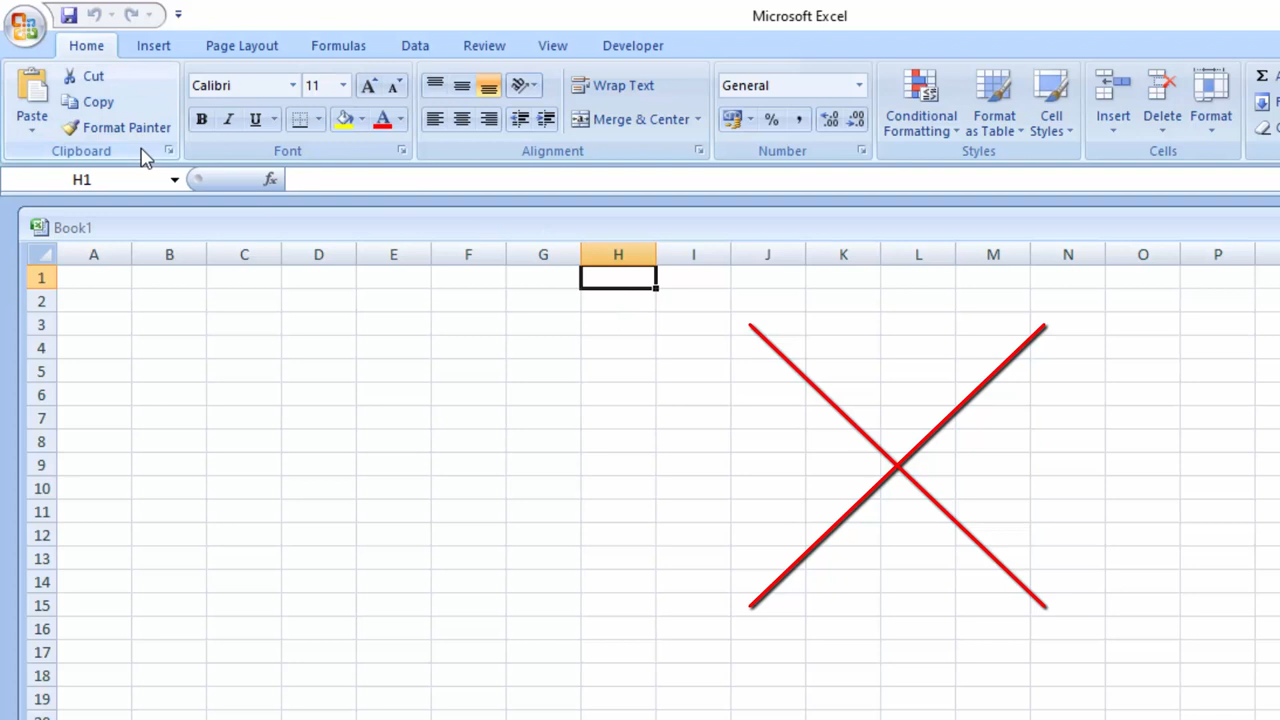 Microsoft Excel
Home Insert Page Layout Formulas Data Review View Developer
Cut
Calibri 11 Wrap Text General
Copy
Paste Conditional Format Cell Insert Delete Format
B I U Merge & Center % , Formatting as Table Styles
Format Painter
Clipboard Font Alignment Number Styles Cells
H1 fx
Book1
A B C D E F G H I J K L M N O P
1
2
3
4
5
6
7
8
9
10
11
12
13
14
15
16
17
18
19